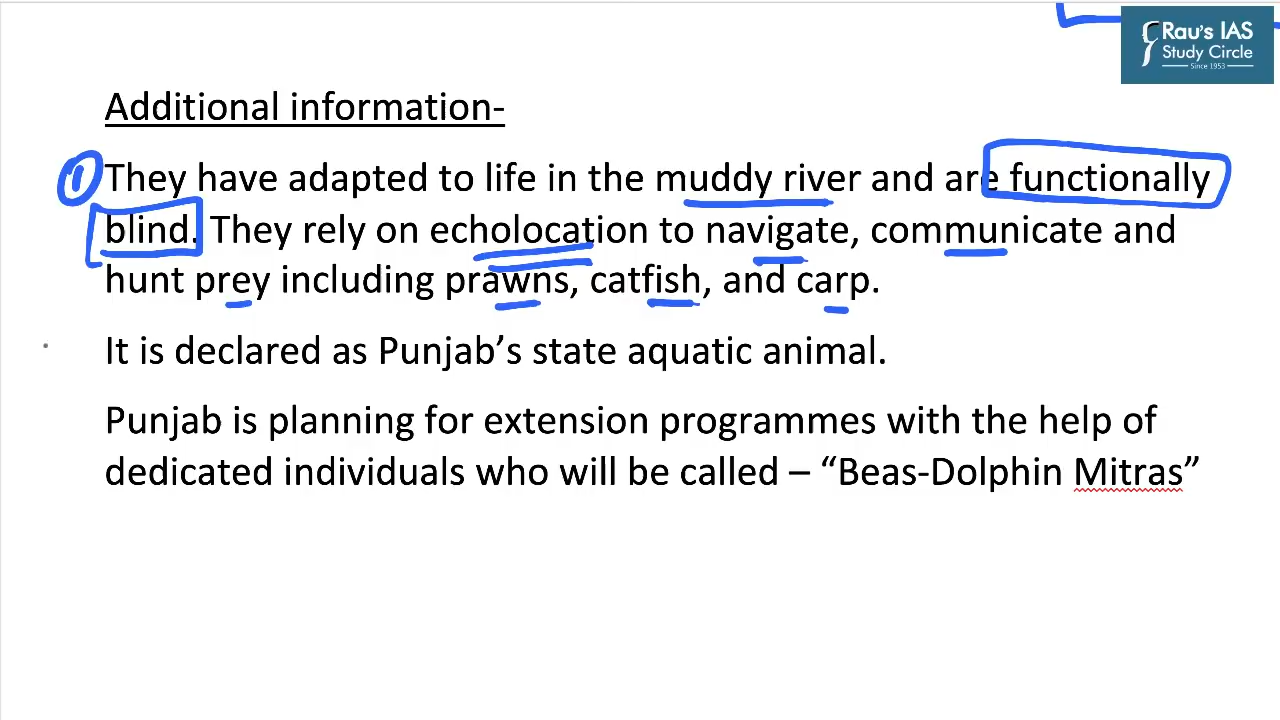 Rau's IAS
Study Circle
Since 1953
Additional information-
1 They have adapted to life in the muddy river and are functionally
blind. They rely on echolocation to navigate, communicate and
hunt prey including prawns, catfish, and carp.
It is declared as Punjab’s state aquatic animal.
Punjab is planning for extension programmes with the help of
dedicated individuals who will be called – “Beas-Dolphin Mitras”